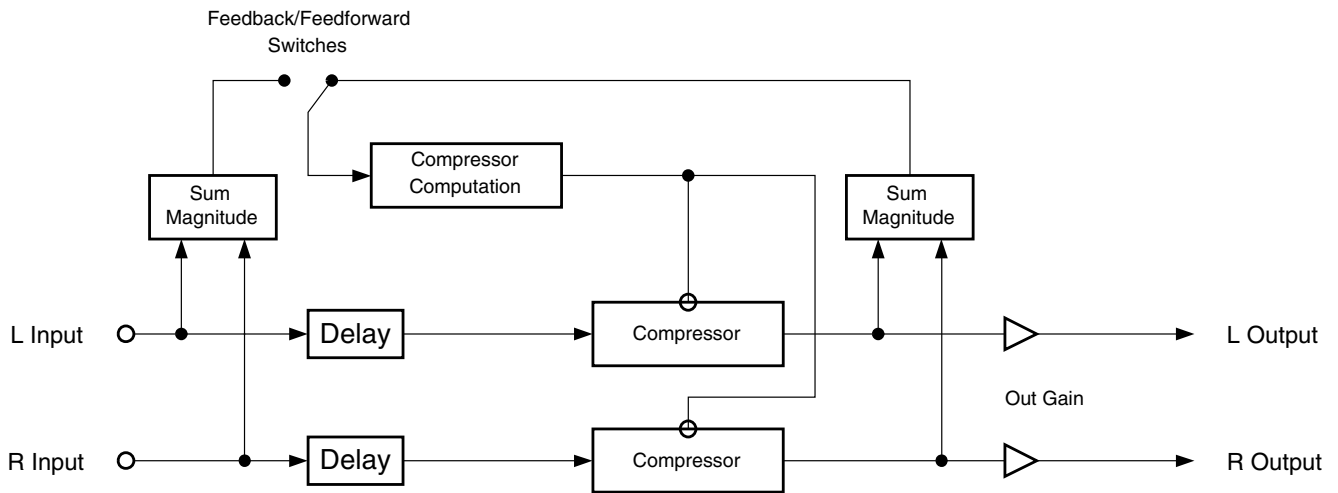 Feedback/Feedforward
Switches
Compressor
Computation
Sum
Magnitude
Sum
Magnitude
L Input
Delay
Compressor
L Output
Out Gain
R Input
Delay
Compressor
R Output